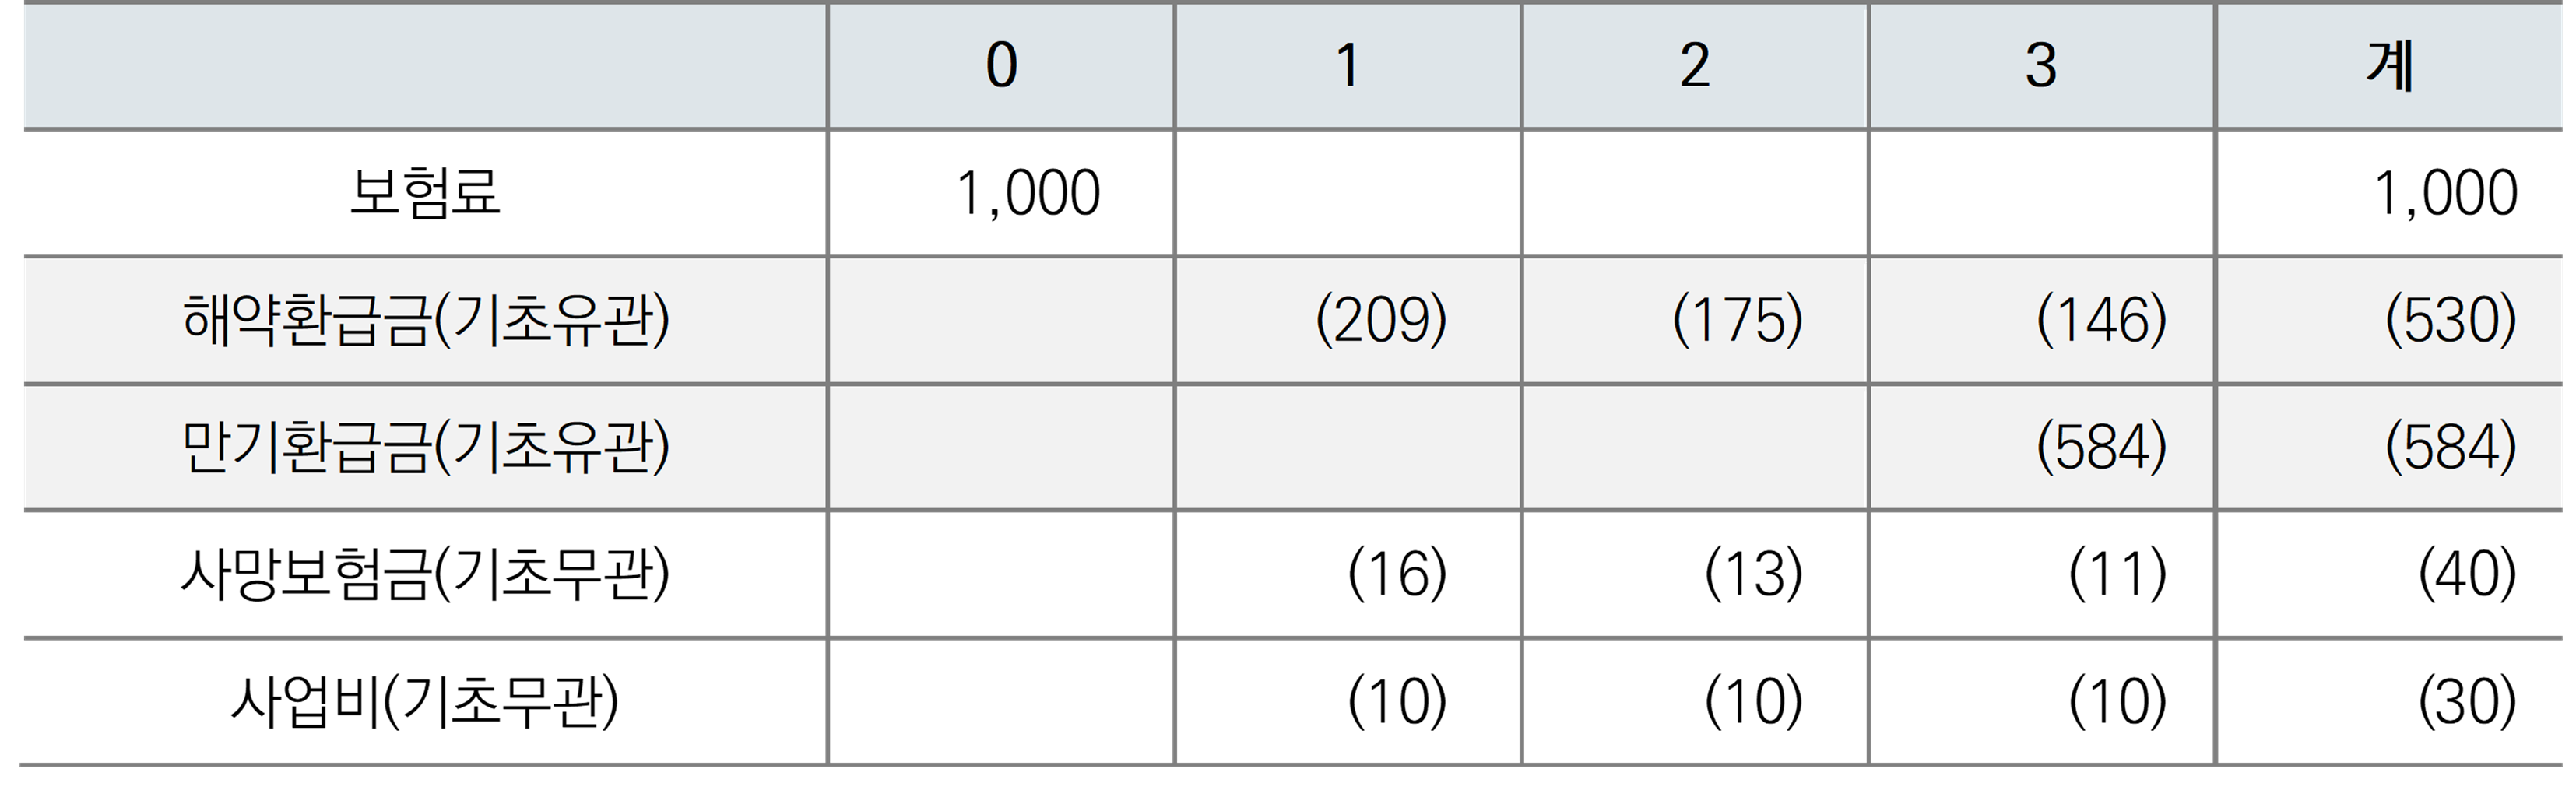 0 1 2 3 계
보험료 1,000 1,000
해약환급금(기초유관) (209) (175) (146) (530)
만기환급금(기초유관) (584) (584)
사망보험금(기초무관) (16) (13) (11) (40)
사업비(기초무관) (10) (10) (10) (30)